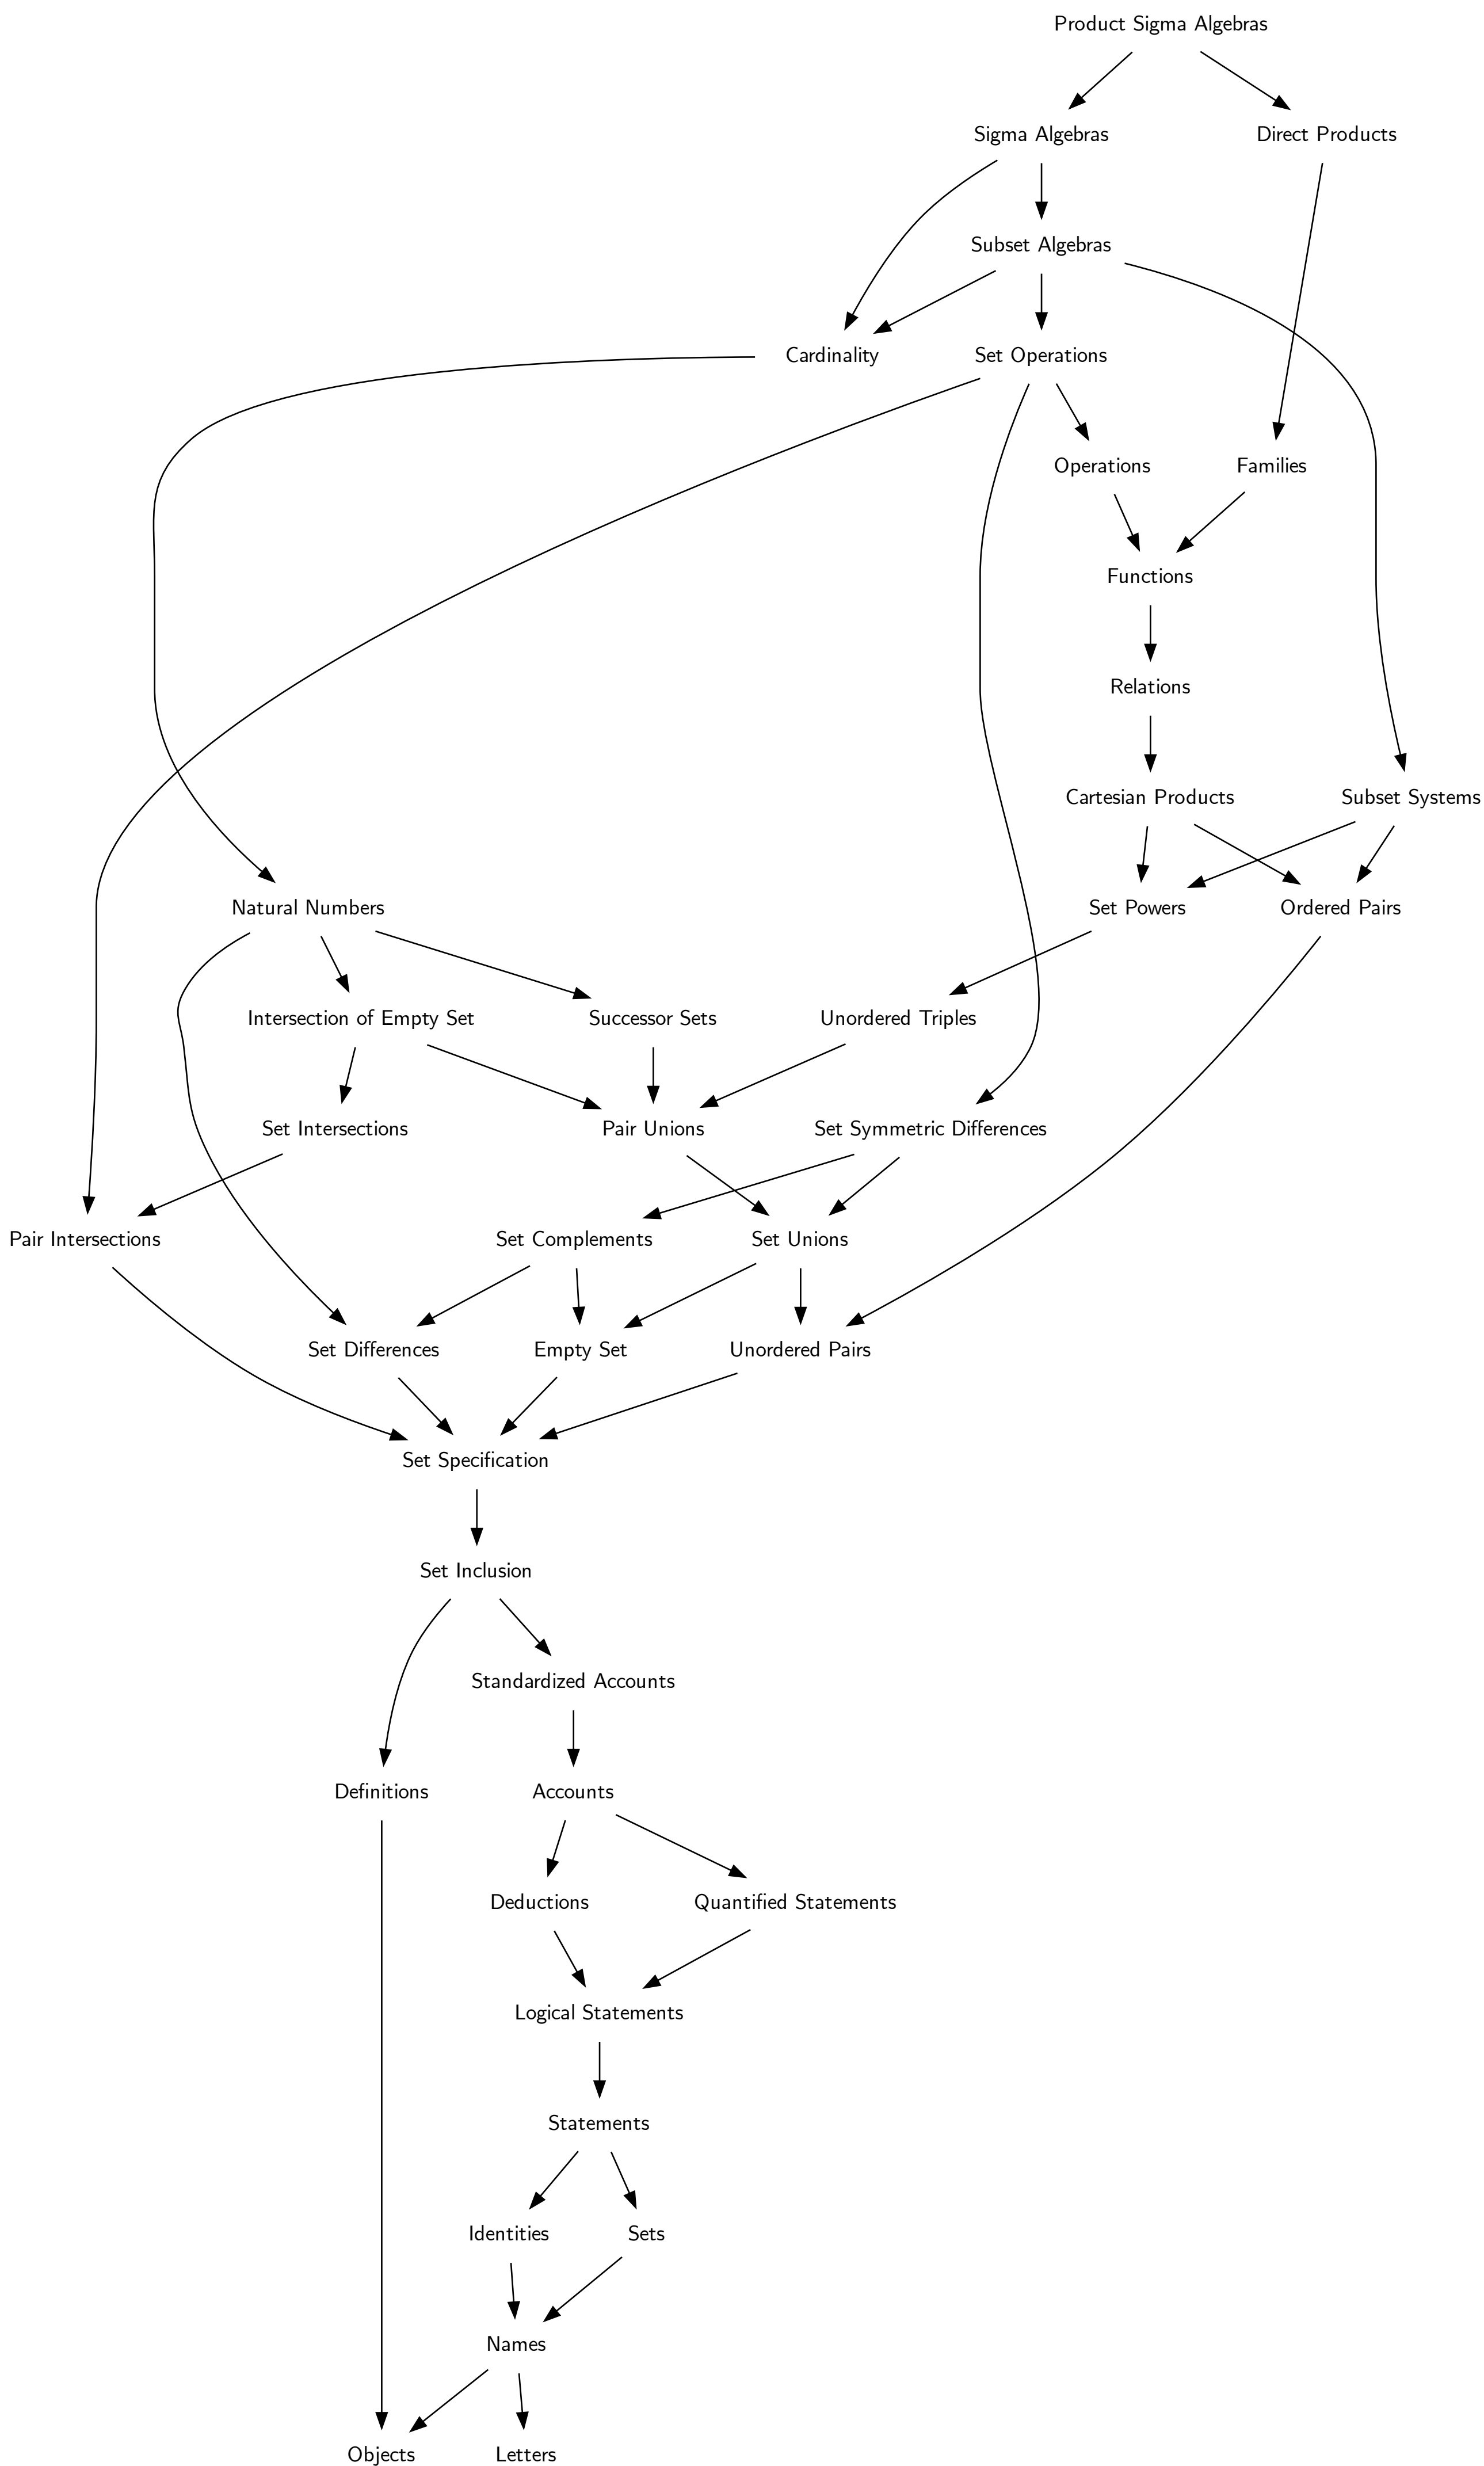 Product Sigma Algebras
Sigma Algebras
Direct Products
Subset Algebras
Cardinality
Set Operations
Operations
Families
Functions
Relations
Cartesian Products
Subset Systems
Natural Numbers
Set Powers
Ordered Pairs
Intersection of Empty Set
Successor Sets
Unordered Triples
Set Intersections
Pair Unions
Set Symmetric Differences
Pair Intersections
Set Complements
Set Unions
Set Differences
Empty Set
Unordered Pairs
Set Specification
Set Inclusion
Standardized Accounts
Definitions
Accounts
Deductions
Quantified Statements
Logical Statements
Statements
Identities
Sets
Names
Objects
Letters